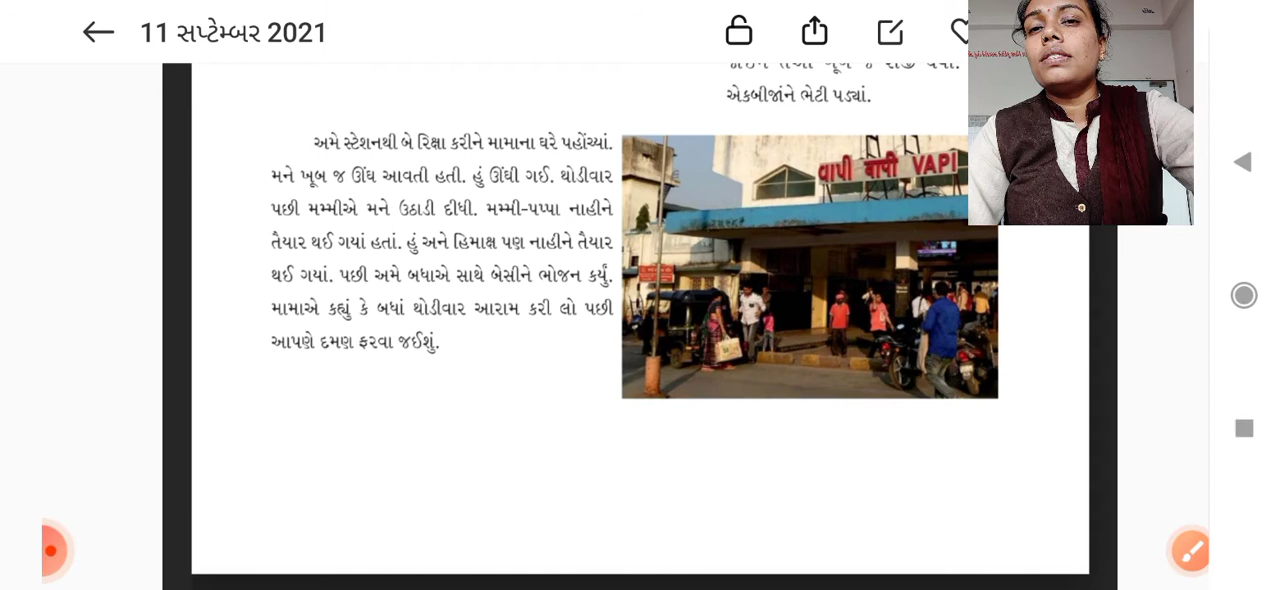 11 સપ્ટેમ્બર 2021
એકબીજાંને ભેટી પડ્યાં.
અમે સ્ટેશનથી બે રિક્ષા કરીને મામાના ઘરે પહોંચ્યાં.
મને ખૂબ જ ઊંઘ આવતી હતી. હું ઊંઘી ગઈ. થોડીવાર
પછી મમ્મીએ મને ઉઠાડી દીધી. મમ્મી-પપ્પા નાહીને
તૈયાર થઈ ગયાં હતાં. હું અને હિમાક્ષ પણ નાહીને તૈયાર
થઈ ગયાં. પછી અમે બધાએ સાથે બેસીને ભોજન કર્યું.
મામાએ કહ્યું કે બધાં થોડીવાર આરામ કરી લો પછી
આપણે દમણ ફરવા જઈશું.
વાપી वापी VAPI